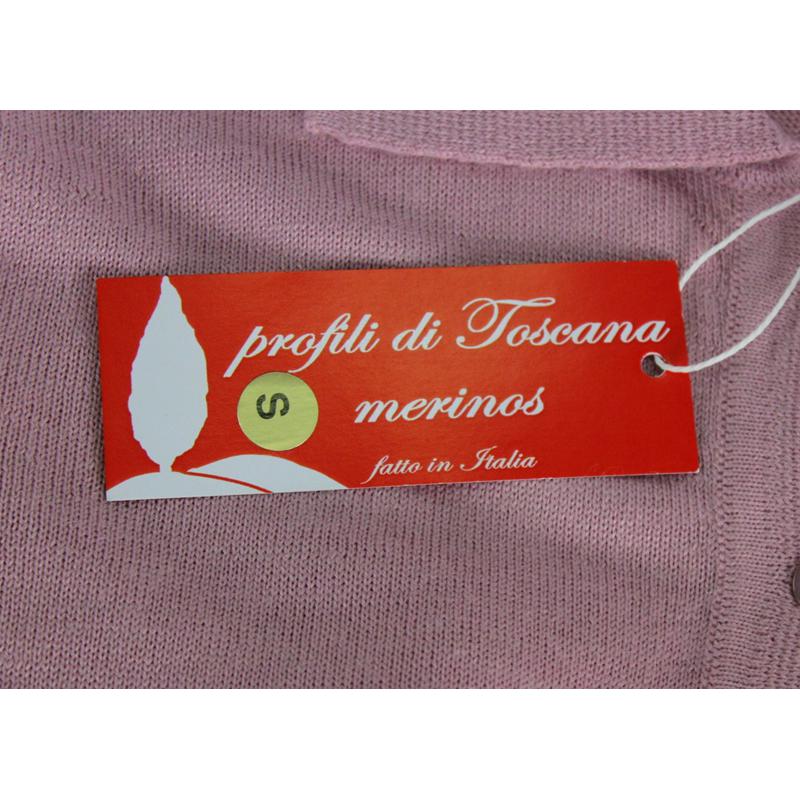 profili di Toscana
merinos
S
fatto in Italia